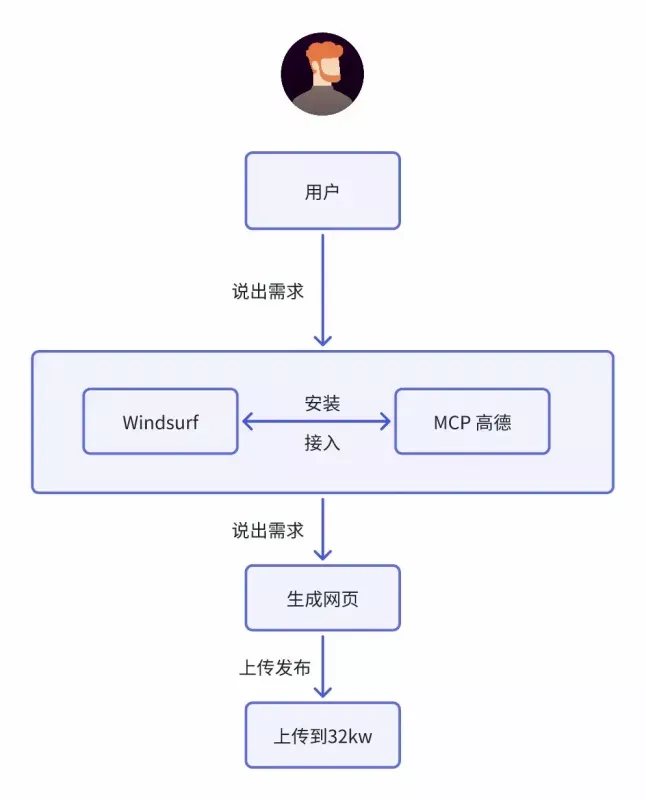 用户
说出需求
Windsurf
安装
接入
MCP 高德
说出需求
生成网页
上传发布
上传到32kw